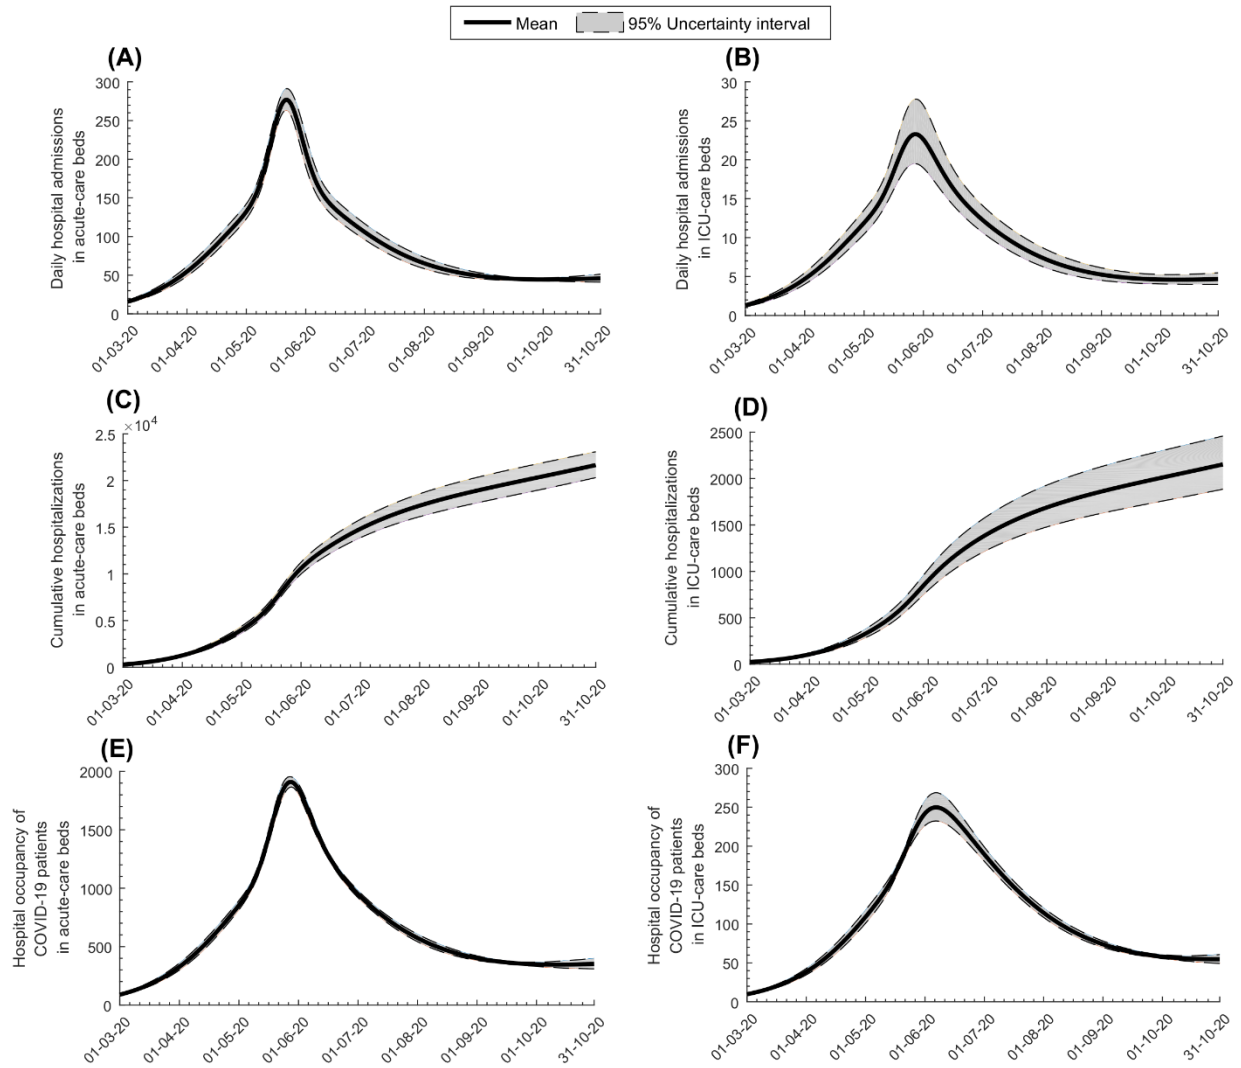 Mean 95% Uncertainty interval
(A)
Daily hospital admissions
in acute-care beds
300
250
200
150
100
50
0
01-03-20 01-04-20 01-05-20 01-06-20 01-07-20 01-08-20 01-09-20 01-10-20 31-10-20
(B)
Daily hospital admissions
in ICU-care beds
30
25
20
15
10
5
0
01-03-20 01-04-20 01-05-20 01-06-20 01-07-20 01-08-20 01-09-20 01-10-20 31-10-20
(C)
Cumulative hospitalizations
in acute-care beds
×10^4
2.5
2
1.5
1
0.5
0
01-03-20 01-04-20 01-05-20 01-06-20 01-07-20 01-08-20 01-09-20 01-10-20 31-10-20
(D)
Cumulative hospitalizations
in ICU-care beds
2500
2000
1500
1000
500
0
01-03-20 01-04-20 01-05-20 01-06-20 01-07-20 01-08-20 01-09-20 01-10-20 31-10-20
(E)
Hospital occupancy of
COVID-19 patients
in acute-care beds
2000
1500
1000
500
0
01-03-20 01-04-20 01-05-20 01-06-20 01-07-20 01-08-20 01-09-20 01-10-20 31-10-20
(F)
Hospital occupancy of
COVID-19 patients
in ICU-care beds
300
250
200
150
100
50
0
01-03-20 01-04-20 01-05-20 01-06-20 01-07-20 01-08-20 01-09-20 01-10-20 31-10-20